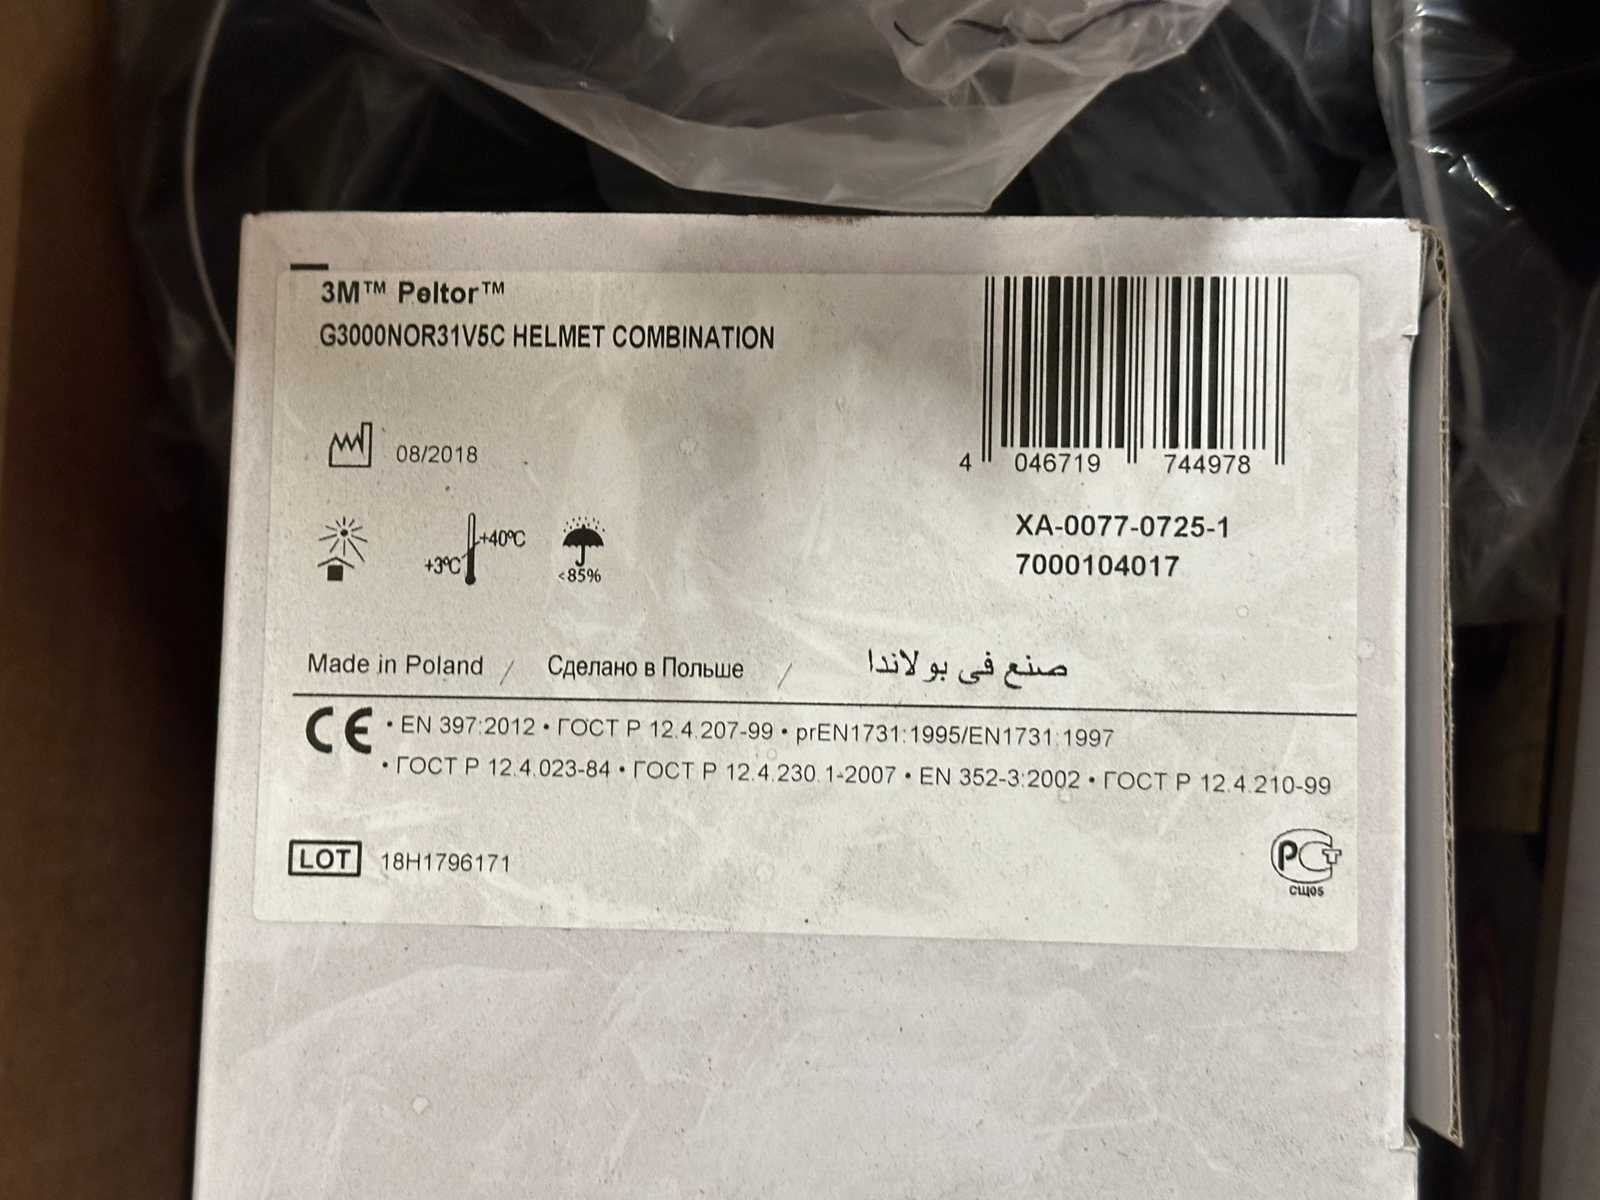 3M™ Peltor™
G3000NOR31V5C HELMET COMBINATION
08/2018
+40ºC
+3ºC
<85%
4 046719 744978
XA-0077-0725-1
7000104017
Made in Poland / Сделано в Польше / صنع في بولاندا
CE • EN 397:2012 • ГОСТ Р 12.4.207-99 • prEN1731:1995/EN1731:1997
• ГОСТ Р 12.4.023-84 • ГОСТ Р 12.4.230.1-2007 • EN 352-3:2002 • ГОСТ Р 12.4.210-99
LOT 18H1796171
РСТ
СЩ05